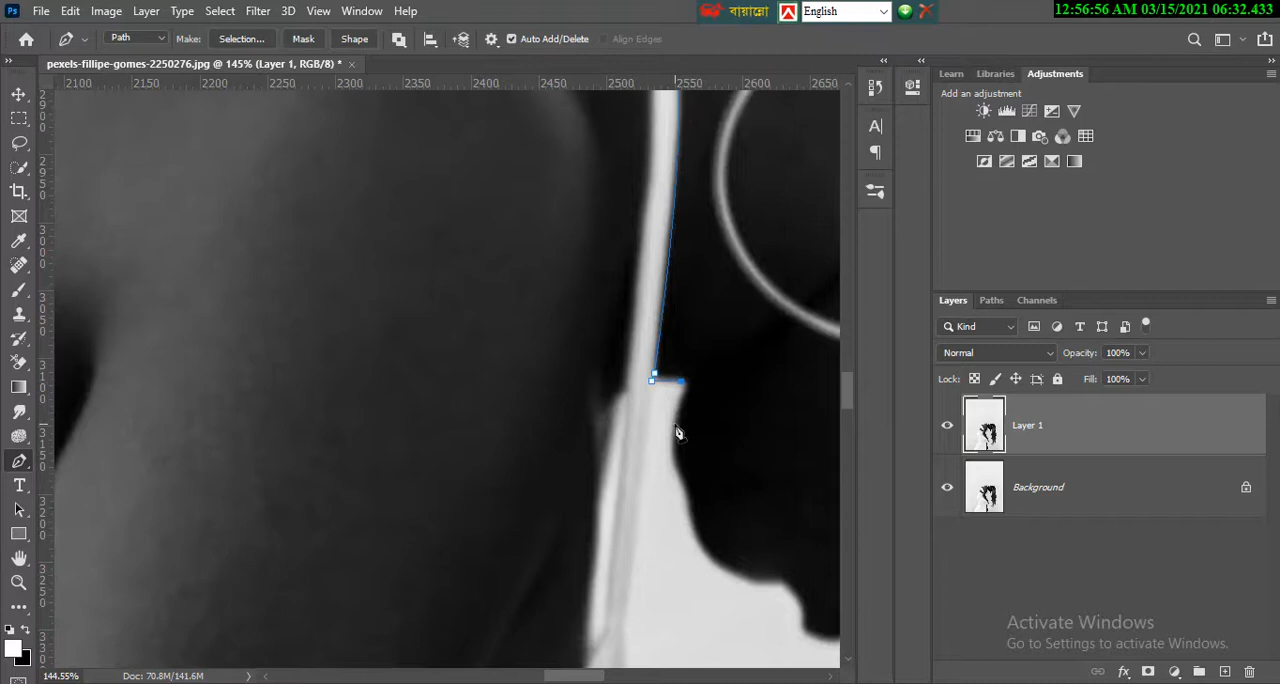 Ps File Edit Image Layer Type Select Filter 3D View Window Help
বায়ান্নো English
12:56:56 AM 03/15/2021 06:32.433
Path Make: Selection... Mask Shape Auto Add/Delete Align Edges
pexels-fillipe-gomes-2250276.jpg @ 145% (Layer 1, RGB/8) *
2100 2150 2200 2250 2300 2350 2400 2450 2500 2550 2600 2650
Learn Libraries Adjustments
Add an adjustment
Layers Paths Channels
Kind
Normal Opacity: 100%
Lock: Fill: 100%
Layer 1
Background
Activate Windows
Go to Settings to activate Windows.
144.55% Doc: 70.8M/141.6M